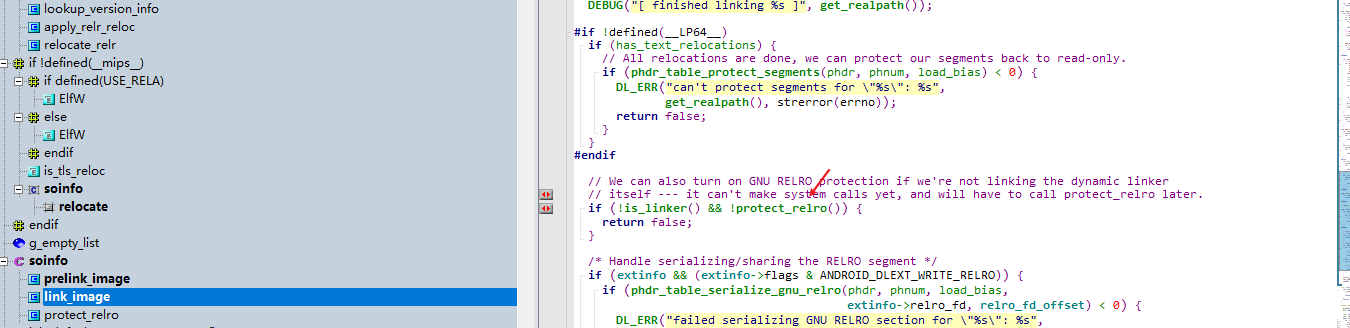 lookup_version_info
apply_relr_reloc
relocate_relr
if !defined(__mips__)
if defined(USE_RELA)
ElfW
else
ElfW
endif
is_tls_reloc
soinfo
relocate
endif
g_empty_list
soinfo
prelink_image
link_image
protect_relro
DEBUG("[ finished linking %s ]", get_realpath());
#if !defined(__LP64__)
if (has_text_relocations) {
// All relocations are done, we can protect our segments back to read-only.
if (phdr_table_protect_segments(phdr, phnum, load_bias) < 0) {
DL_ERR("can't protect segments for \"%s\": %s",
get_realpath(), strerror(errno));
return false;
}
}
#endif
// We can also turn on GNU RELRO protection if we're not linking the dynamic linker
// itself --- it can't make system calls yet, and will have to call protect_relro later.
if (!is_linker() && !protect_relro()) {
return false;
}
/* Handle serializing/sharing the RELRO segment */
if (extinfo && (extinfo->flags & ANDROID_DLEXT_WRITE_RELRO)) {
if (phdr_table_serialize_gnu_relro(phdr, phnum, load_bias,
extinfo->relro_fd, relro_fd_offset) < 0) {
DL_ERR("failed serializing GNU RELRO section for \"%s\": %s",